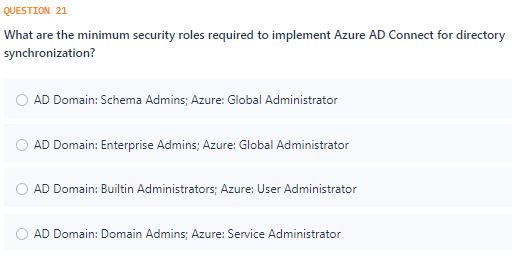 QUESTION 21
What are the minimum security roles required to implement Azure AD Connect for directory
synchronization?
AD Domain: Schema Admins; Azure: Global Administrator
AD Domain: Enterprise Admins; Azure: Global Administrator
AD Domain: Builtin Administrators; Azure: User Administrator
AD Domain: Domain Admins; Azure: Service Administrator